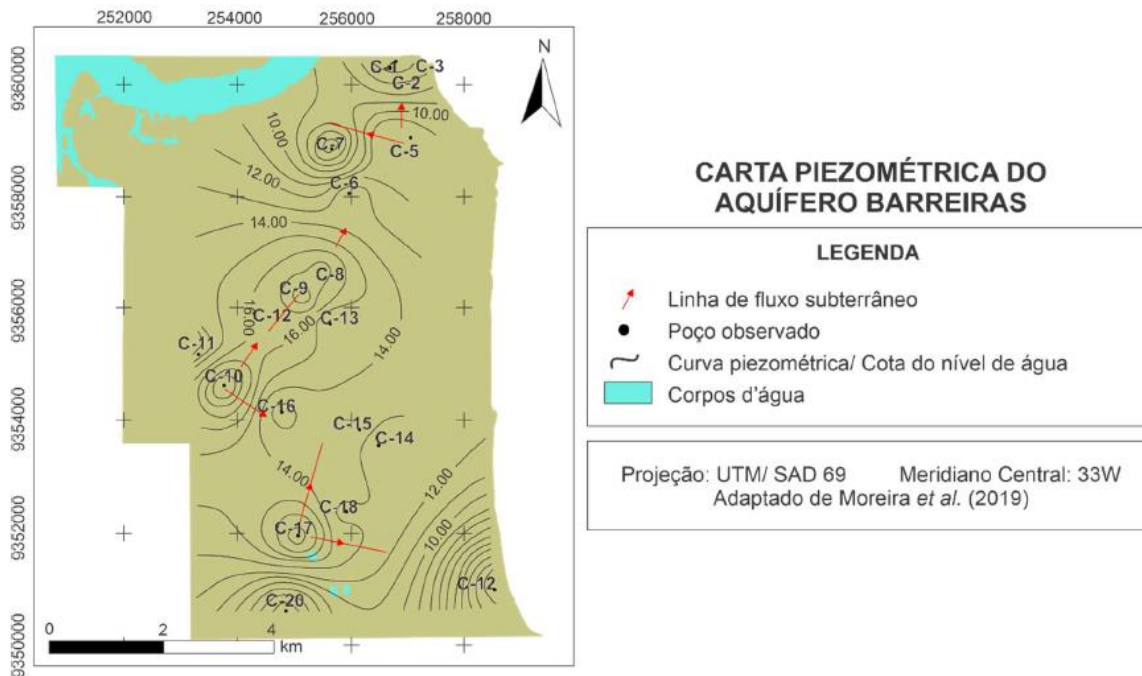 252000 254000 256000 258000
9360000
9358000
9356000
9354000
9352000
9350000
N
C-1
C-3
C-2
10.00
10.00
C-7
C-5
12.00
C-6
14.00
C-8
C-9
16.00
C-12
C-13
16.00
C-11
14.00
C-10
C-16
C-15
C-14
14.00
12.00
C-18
C-17
10.00
C-12
C-20
0 2 4
km
CARTA PIEZOMÉTRICA DO
AQUÍFERO BARREIRAS
LEGENDA
Linha de fluxo subterrâneo
Poço observado
Curva piezométrica/ Cota do nível de água
Corpos d'água
Projeção: UTM/ SAD 69 Meridiano Central: 33W
Adaptado de Moreira et al. (2019)